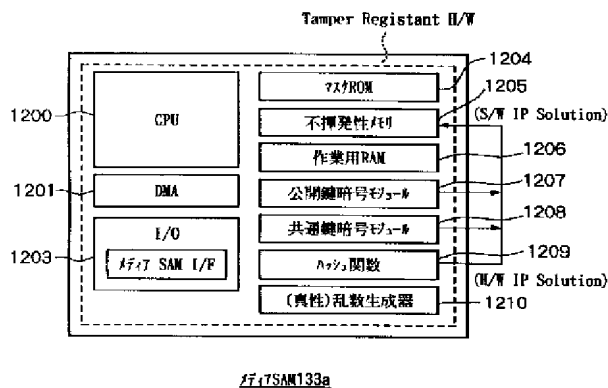 Tamper Registant H/W
1200
CPU
1201
DMA
1203
I/O
ﾒﾃﾞｨｱ SAM I/F
ﾏｽｸROM
1204
不揮発性ﾒﾓﾘ
1205
(S/W IP Solution)
作業用RAM
1206
公開鍵暗号ﾓｼﾞｭｰﾙ
1207
共通鍵暗号ﾓｼﾞｭｰﾙ
1208
ﾊｯｼｭ関数
1209
(H/W IP Solution)
(真性)乱数生成器
1210
ﾒﾃﾞｨｱSAM133a